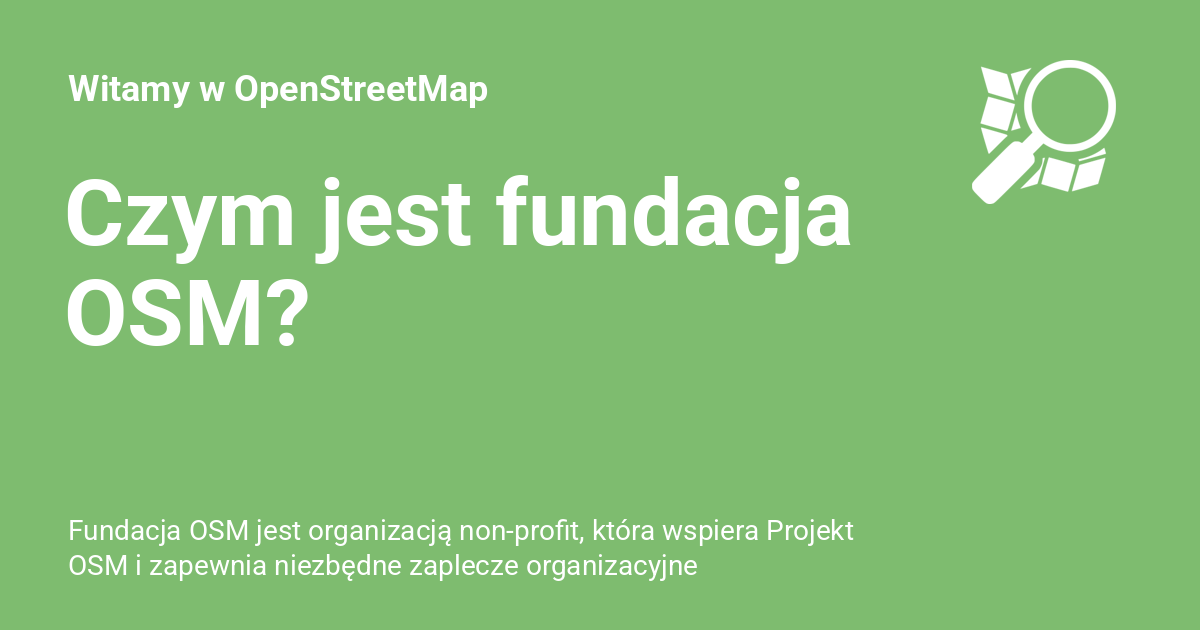 Witamy w OpenStreetMap
Czym jest fundacja
OSM?
Fundacja OSM jest organizacją non-profit, która wspiera Projekt
OSM i zapewnia niezbędne zaplecze organizacyjne